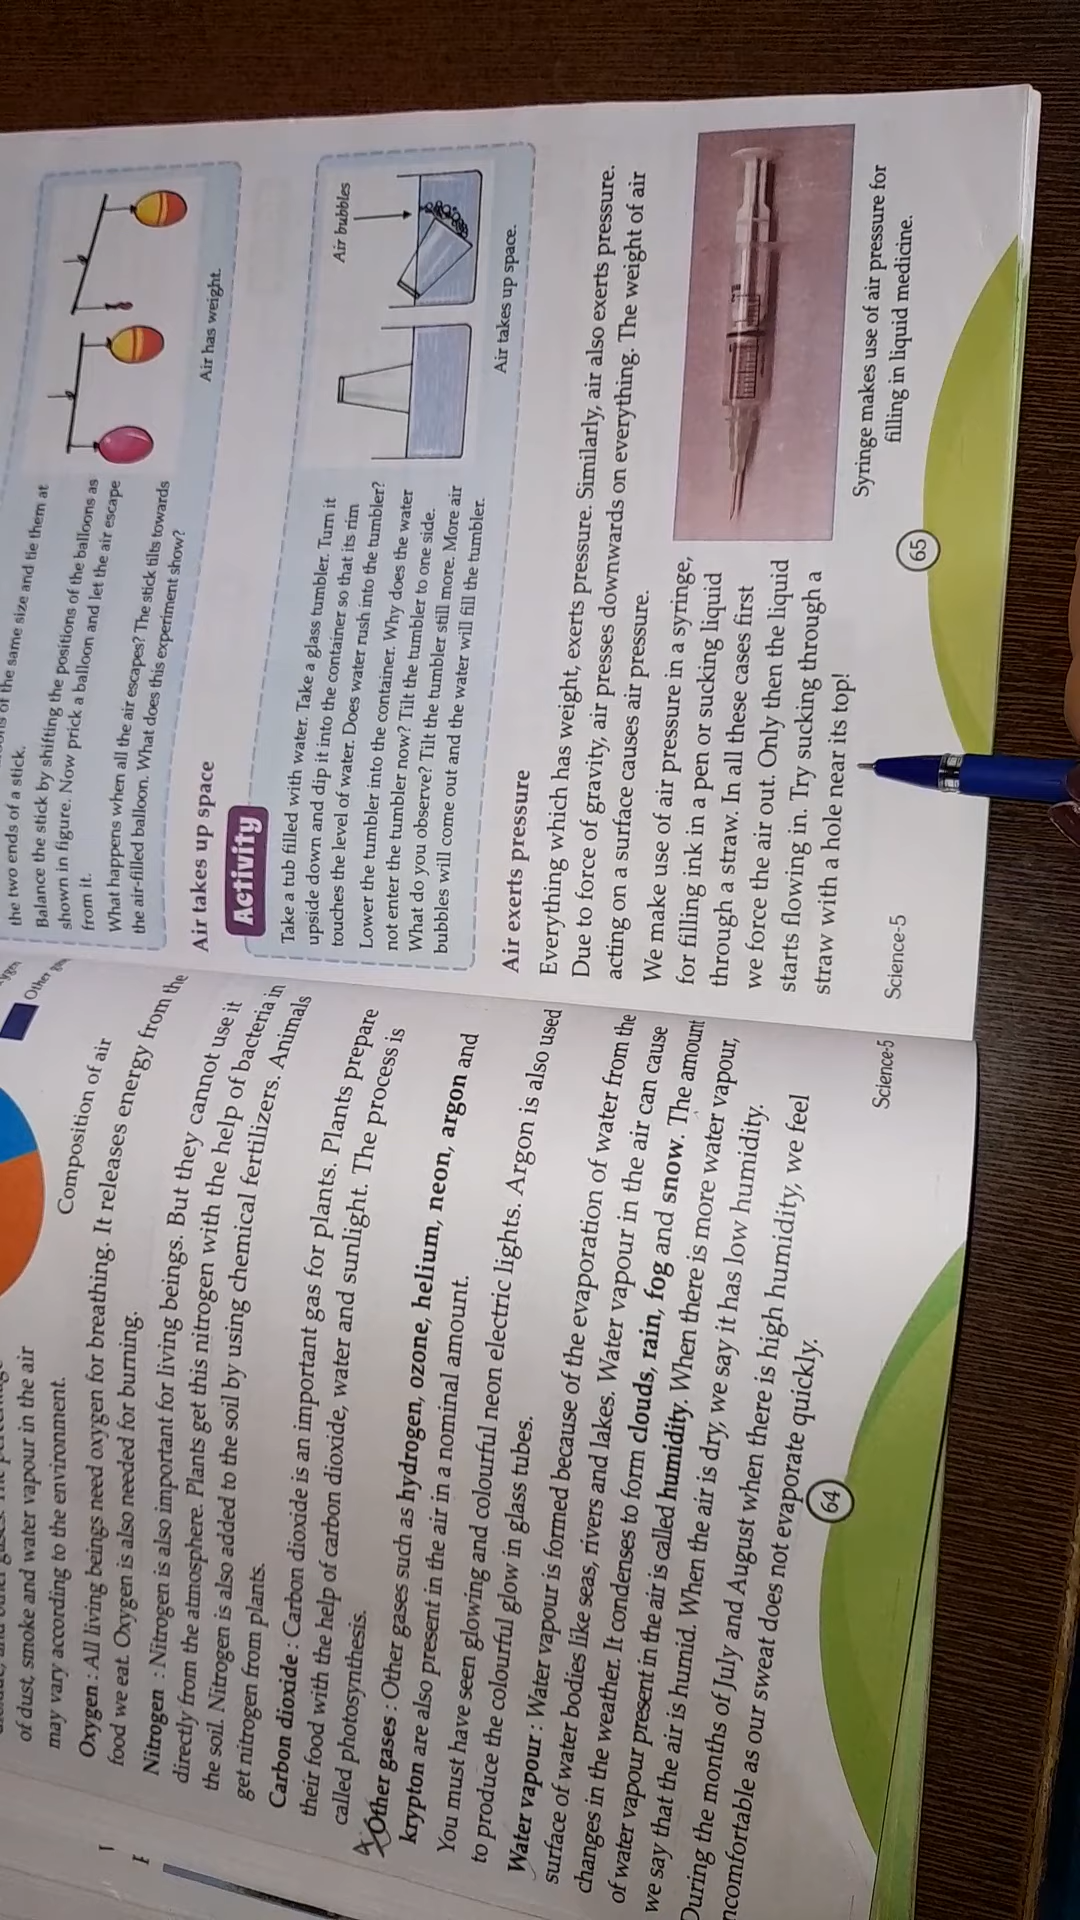 of dust, smoke and water vapour in the air
may vary according to the environment.
Composition of air
Oxygen : All living beings need oxygen for breathing. It releases energy from the
food we eat. Oxygen is also needed for burning.
Nitrogen : Nitrogen is also important for living beings. But they cannot use it
directly from the atmosphere. Plants get this nitrogen with the help of bacteria in
the soil. Nitrogen is also added to the soil by using chemical fertilizers. Animals
get nitrogen from plants.
Carbon dioxide : Carbon dioxide is an important gas for plants. Plants prepare
their food with the help of carbon dioxide, water and sunlight. The process is
called photosynthesis.
Other gases : Other gases such as hydrogen, ozone, helium, neon, argon and
krypton are also present in the air in a nominal amount.
You must have seen glowing and colourful neon electric lights. Argon is also used
to produce the colourful glow in glass tubes.
Water vapour : Water vapour is formed because of the evaporation of water from the
surface of water bodies like seas, rivers and lakes. Water vapour in the air can cause
changes in the weather. It condenses to form clouds, rain, fog and snow. The amount
of water vapour present in the air is called humidity. When there is more water vapour,
we say that the air is humid. When the air is dry, we say it has low humidity.
During the months of July and August when there is high humidity, we feel
ncomfortable as our sweat does not evaporate quickly.
64
Science-5
Other
of the same size and tie them at
the two ends of a stick.
Balance the stick by shifting the positions of the balloons as
shown in figure. Now prick a balloon and let the air escape
from it.
What happens when all the air escapes? The stick tilts towards
the air-filled balloon. What does this experiment show?
Air has weight.
Air takes up space
Activity
Take a tub filled with water. Take a glass tumbler. Turn it
upside down and dip it into the container so that its rim
touches the level of water. Does water rush into the tumbler?
Lower the tumbler into the container. Why does the water
not enter the tumbler now? Tilt the tumbler to one side.
What do you observe? Tilt the tumbler still more. More air
bubbles will come out and the water will fill the tumbler.
Air bubbles
Air takes up space.
Air exerts pressure
Everything which has weight, exerts pressure. Similarly, air also exerts pressure.
Due to force of gravity, air presses downwards on everything. The weight of air
acting on a surface causes air pressure.
We make use of air pressure in a syringe,
for filling ink in a pen or sucking liquid
through a straw. In all these cases first
we force the air out. Only then the liquid
starts flowing in. Try sucking through a
straw with a hole near its top!
Syringe makes use of air pressure for
filling in liquid medicine.
Science-5
65